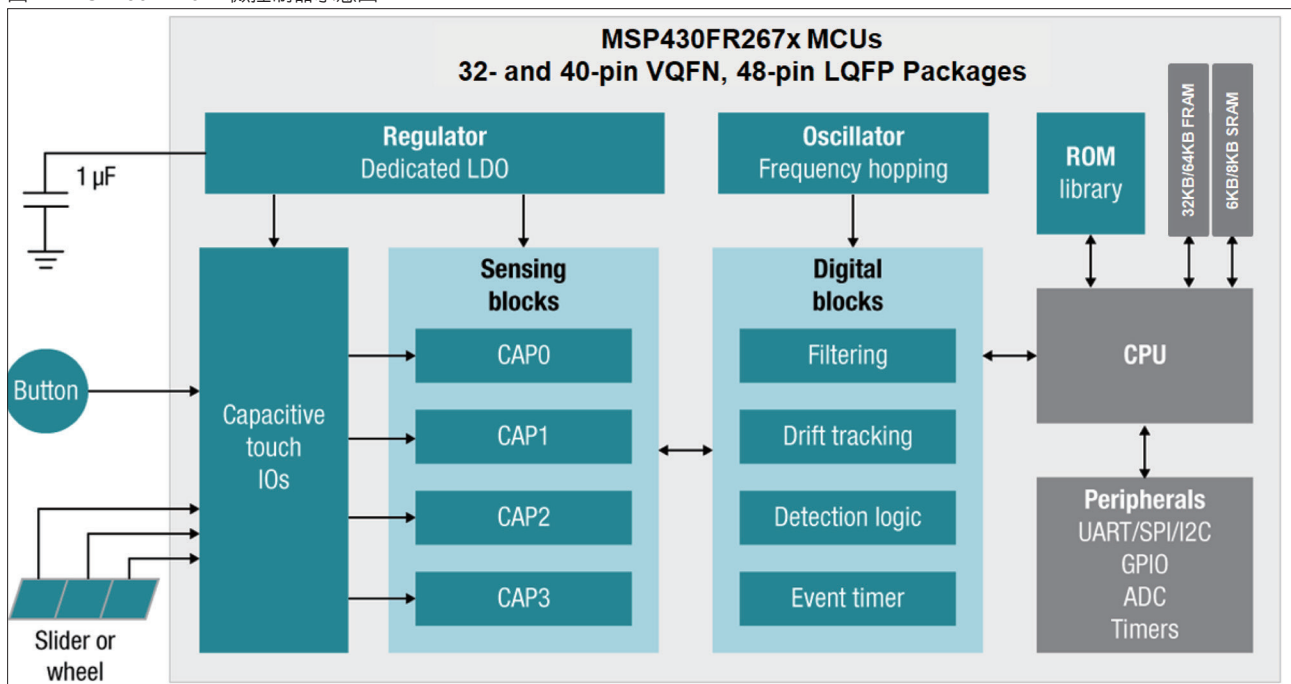 MSP430FR267x MCUs
32- and 40-pin VQFN, 48-pin LQFP Packages
Regulator
Dedicated LDO
Oscillator
Frequency hopping
ROM
library
32KB/64KB FRAM
6KB/8KB SRAM
1 µF
Sensing
blocks
Digital
blocks
CAP0
Filtering
CPU
Button
Capacitive
touch
IOs
CAP1
Drift tracking
CAP2
Detection logic
CAP3
Event timer
Peripherals
UART/SPI/I2C
GPIO
ADC
Timers
Slider or
wheel